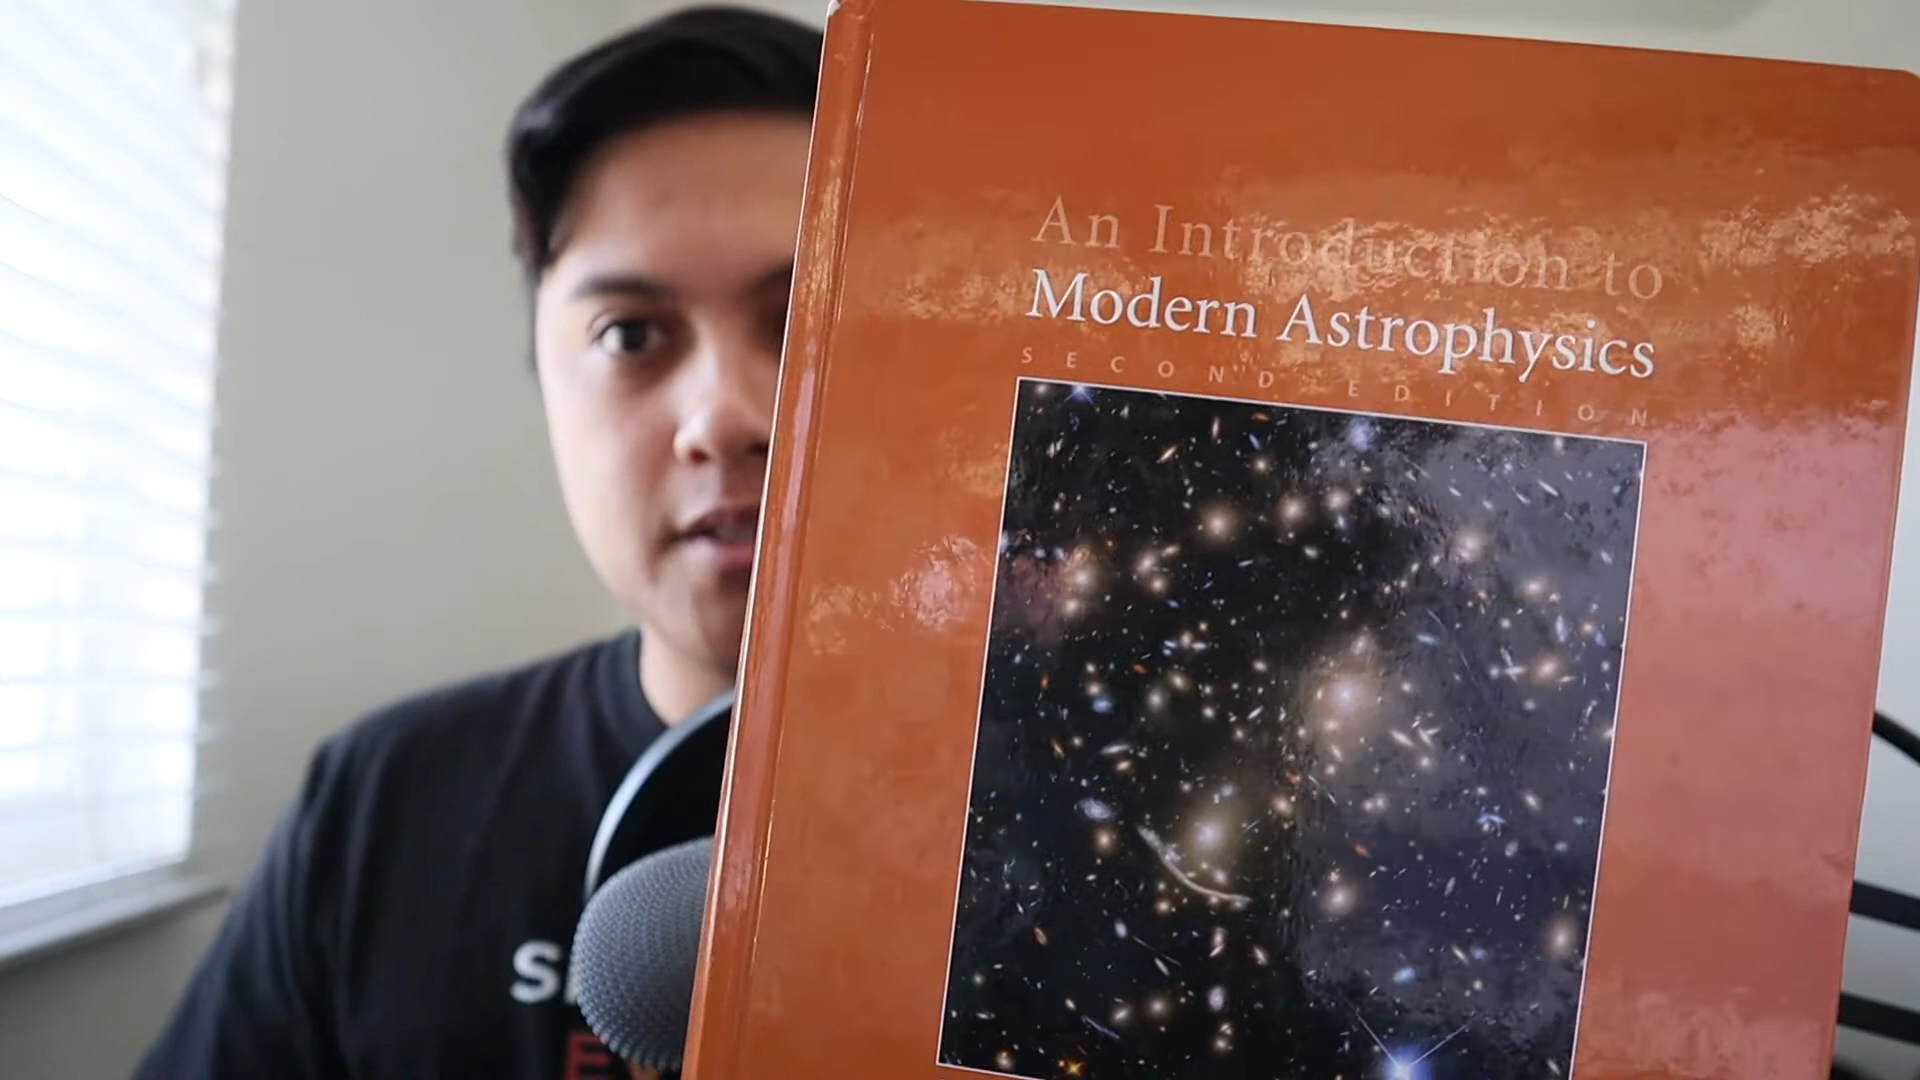 An Introduction to
Modern Astrophysics
SECOND EDITION
S
E